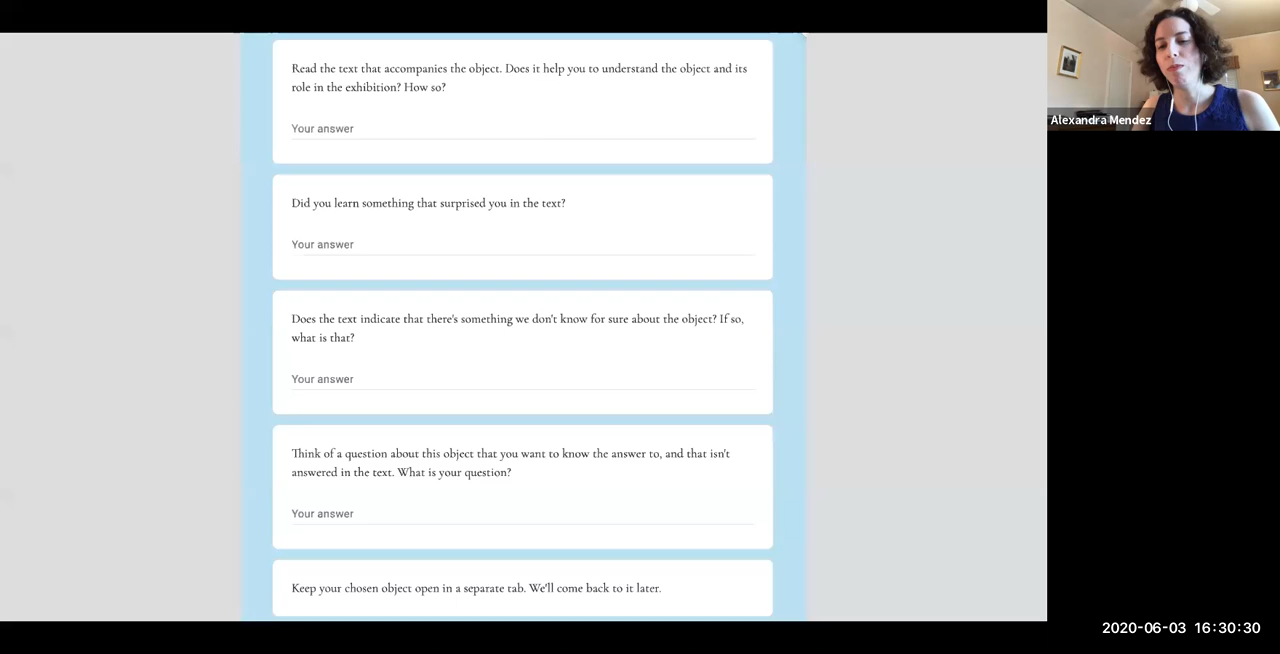 Read the text that accompanies the object. Does it help you to understand the object and its
role in the exhibition? How so?
Your answer
Did you learn something that surprised you in the text?
Your answer
Does the text indicate that there's something we don't know for sure about the object? If so,
what is that?
Your answer
Think of a question about this object that you want to know the answer to, and that isn't
answered in the text. What is your question?
Your answer
Keep your chosen object open in a separate tab. We'll come back to it later.
Alexandra Mendez
2020-06-03 16:30:30